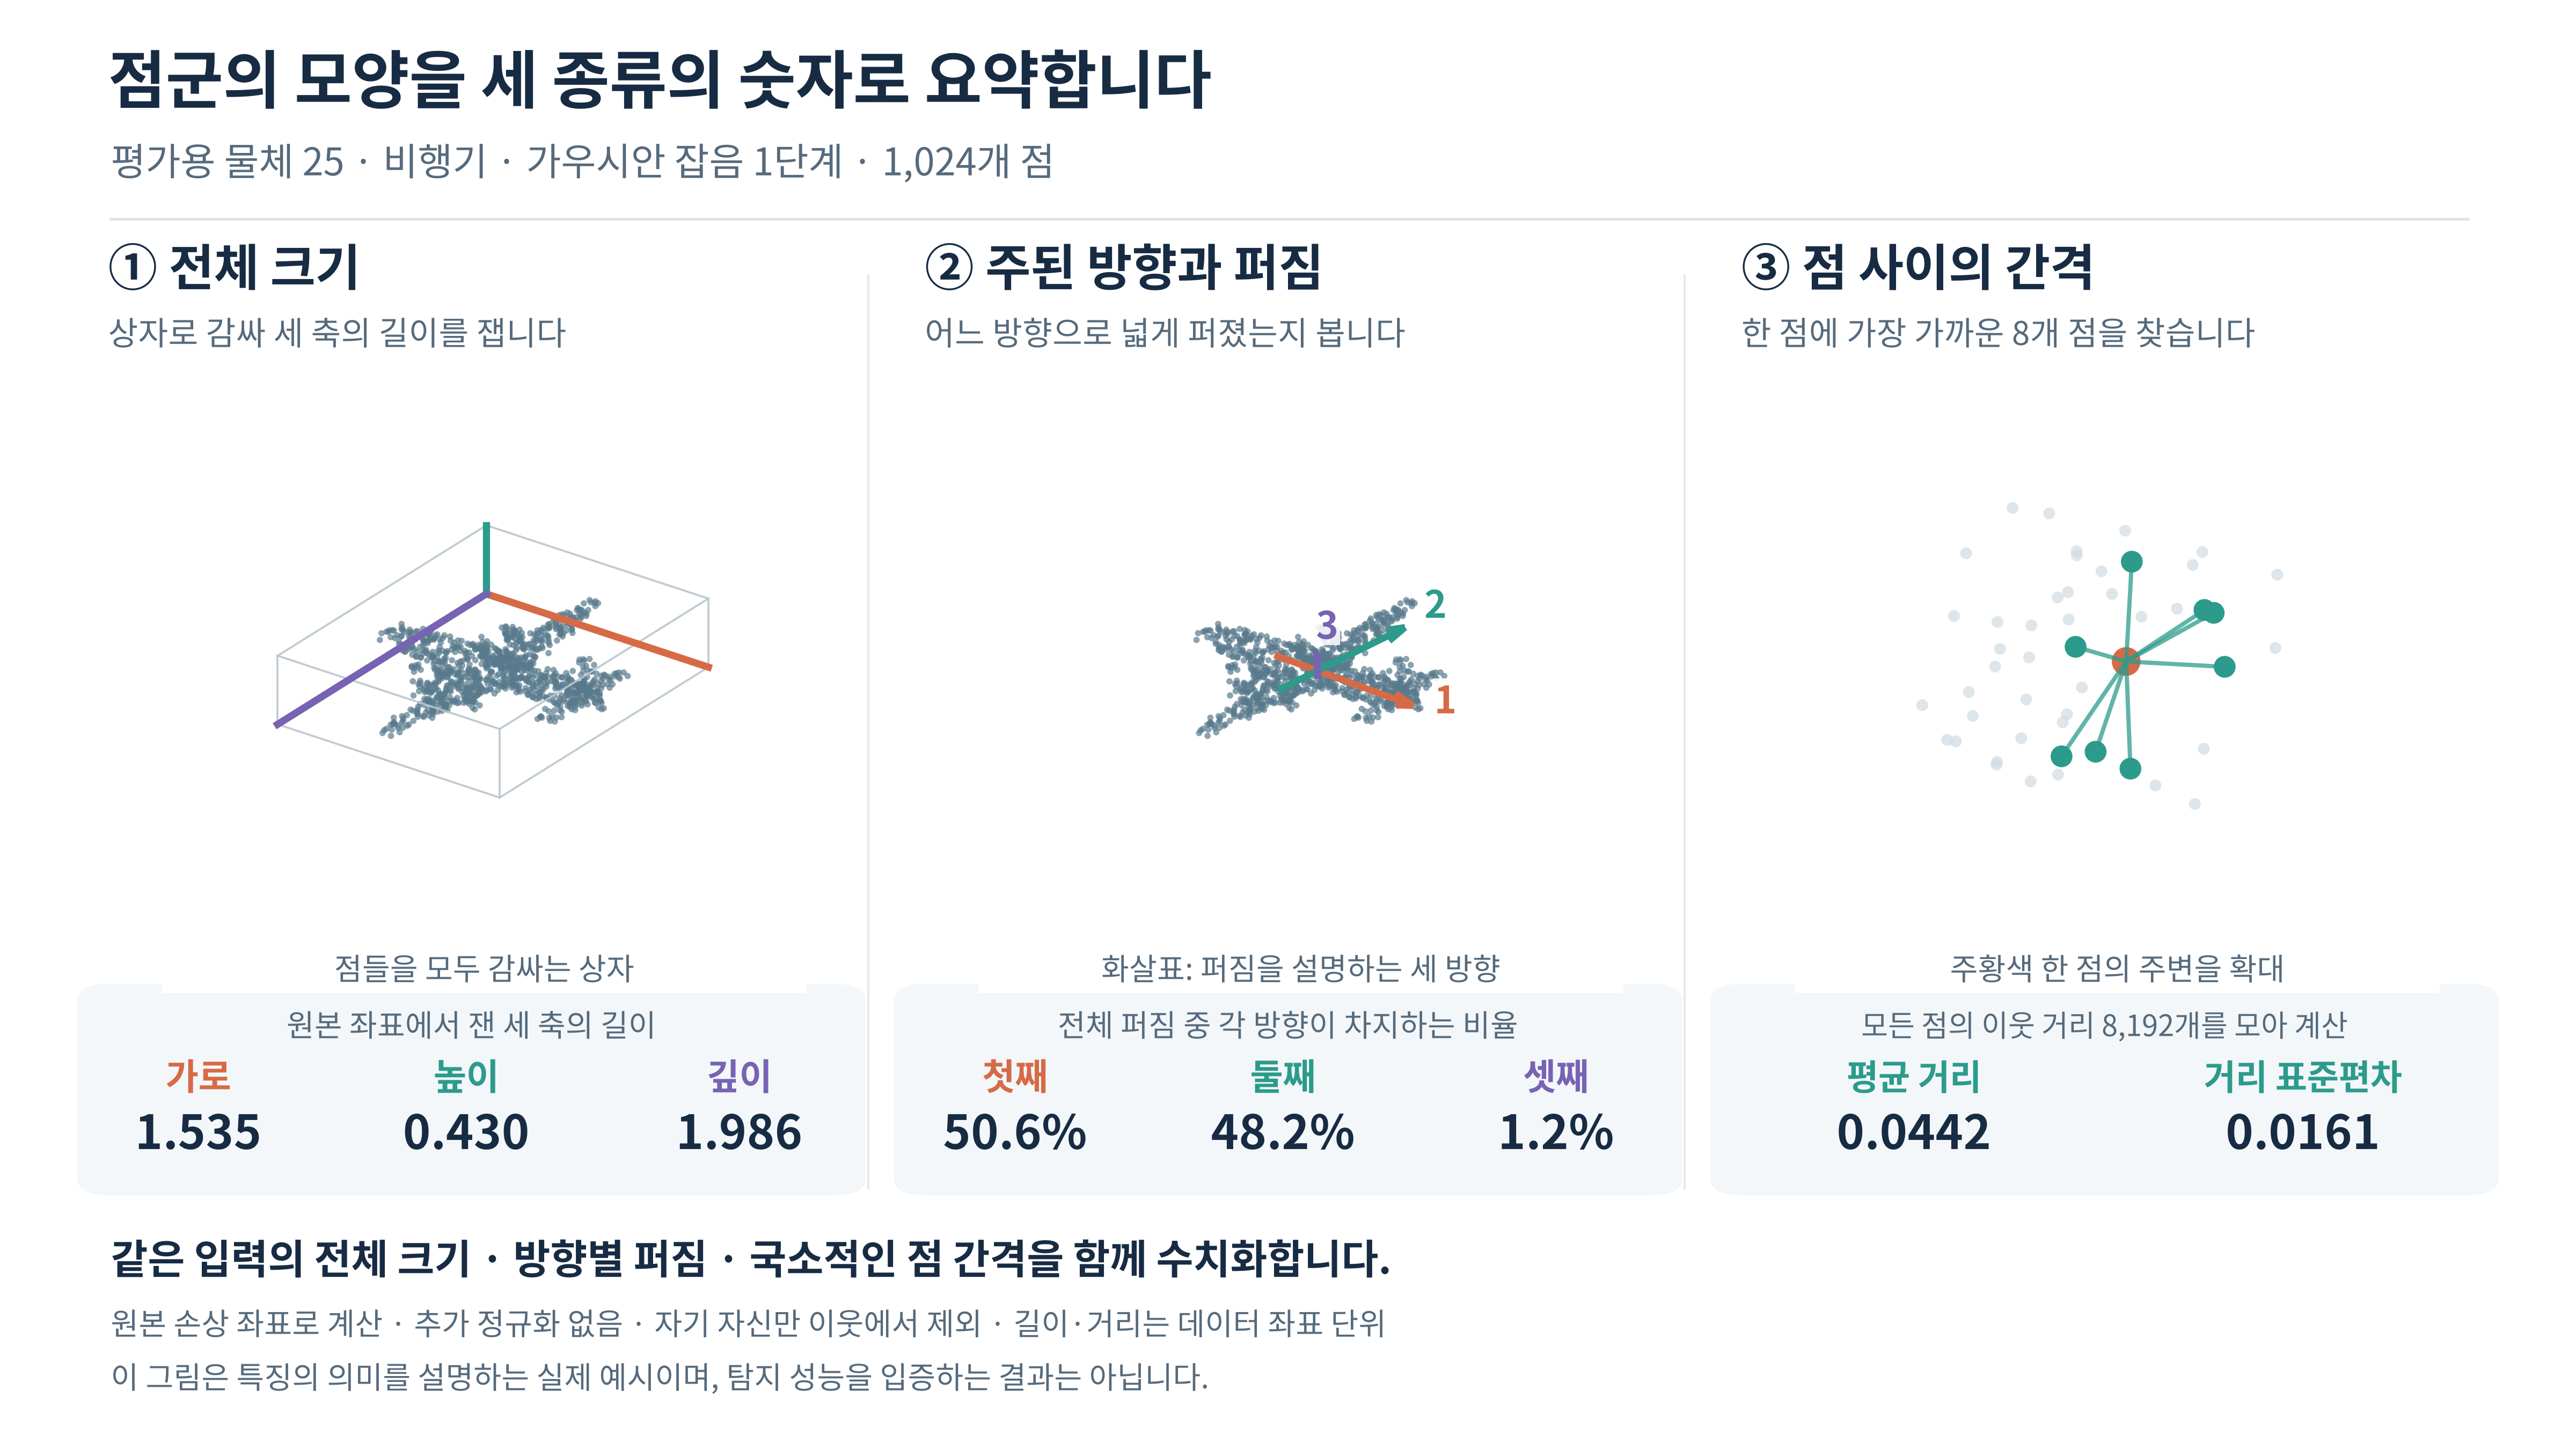 점군의 모양을 세 종류의 숫자로 요약합니다
평가용 물체 25 · 비행기 · 가우시안 잡음 1단계 · 1,024개 점
① 전체 크기
상자로 감싸 세 축의 길이를 잽니다
점들을 모두 감싸는 상자
원본 좌표에서 잰 세 축의 길이
가로 높이 깊이
1.535 0.430 1.986
② 주된 방향과 퍼짐
어느 방향으로 넓게 퍼졌는지 봅니다
3
2
1
화살표: 퍼짐을 설명하는 세 방향
전체 퍼짐 중 각 방향이 차지하는 비율
첫째 둘째 셋째
50.6% 48.2% 1.2%
③ 점 사이의 간격
한 점에 가장 가까운 8개 점을 찾습니다
주황색 한 점의 주변을 확대
모든 점의 이웃 거리 8,192개를 모아 계산
평균 거리 거리 표준편차
0.0442 0.0161
같은 입력의 전체 크기 · 방향별 퍼짐 · 국소적인 점 간격을 함께 수치화합니다.
원본 손상 좌표로 계산 · 추가 정규화 없음 · 자기 자신만 이웃에서 제외 · 길이·거리는 데이터 좌표 단위
이 그림은 특징의 의미를 설명하는 실제 예시이며, 탐지 성능을 입증하는 결과는 아닙니다.